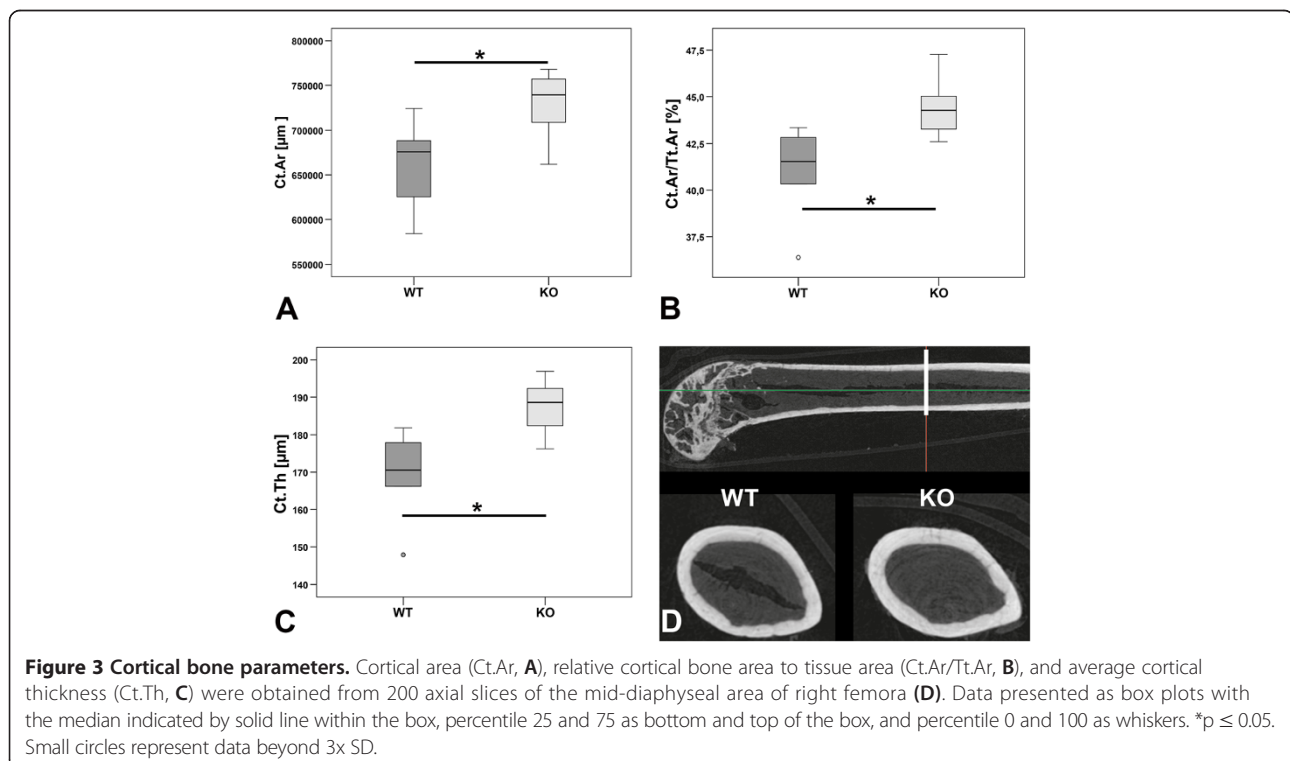 800000
750000
700000
650000
600000
550000
Ct.Ar [µm ]
*
WT
KO
A
47,5
45,0
42,5
40,0
37,5
Ct.Ar/Tt.Ar [%]
*
WT
KO
B
200
190
180
170
160
150
140
Ct.Th [µm]
*
WT
KO
C
WT
KO
D
Figure 3 Cortical bone parameters. Cortical area (Ct.Ar, A), relative cortical bone area to tissue area (Ct.Ar/Tt.Ar, B), and average cortical
thickness (Ct.Th, C) were obtained from 200 axial slices of the mid-diaphyseal area of right femora (D). Data presented as box plots with
the median indicated by solid line within the box, percentile 25 and 75 as bottom and top of the box, and percentile 0 and 100 as whiskers. *p ≤ 0.05.
Small circles represent data beyond 3x SD.